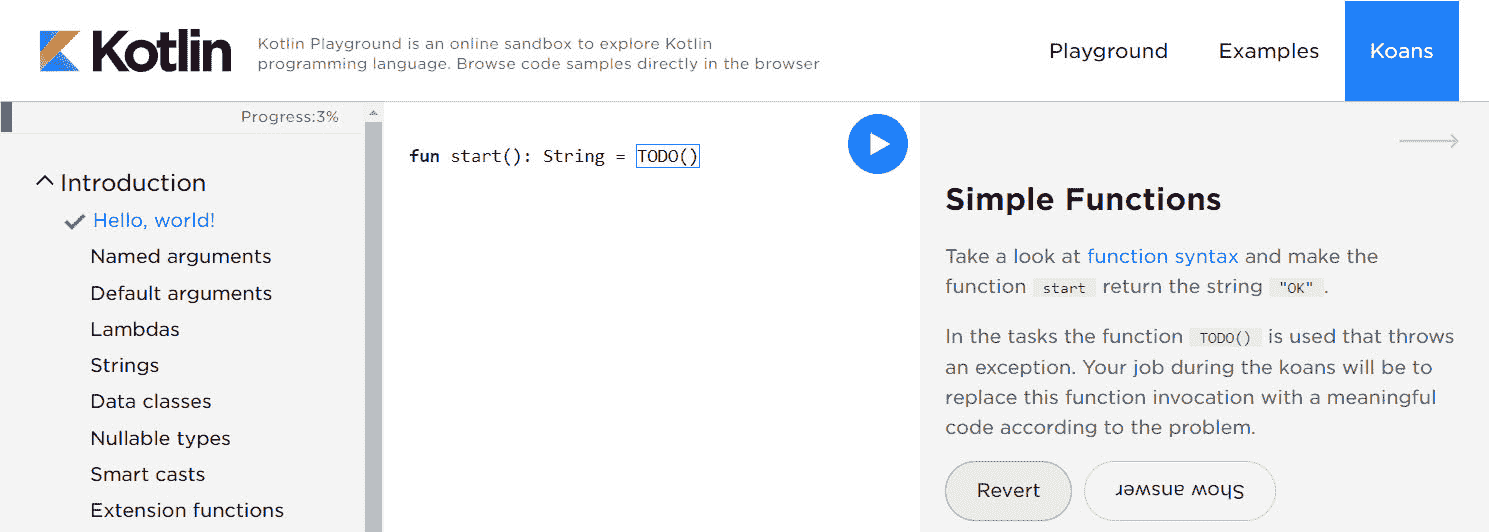 Kotlin
Kotlin Playground is an online sandbox to explore Kotlin
programming language. Browse code samples directly in the browser
Playground
Examples
Koans
Progress:3%
Introduction
Hello, world!
Named arguments
Default arguments
Lambdas
Strings
Data classes
Nullable types
Smart casts
Extension functions
fun start(): String = TODO()
Simple Functions
Take a look at function syntax and make the
function start return the string "OK" .
In the tasks the function TODO() is used that throws
an exception. Your job during the koans will be to
replace this function invocation with a meaningful
code according to the problem.
Revert
Show answer